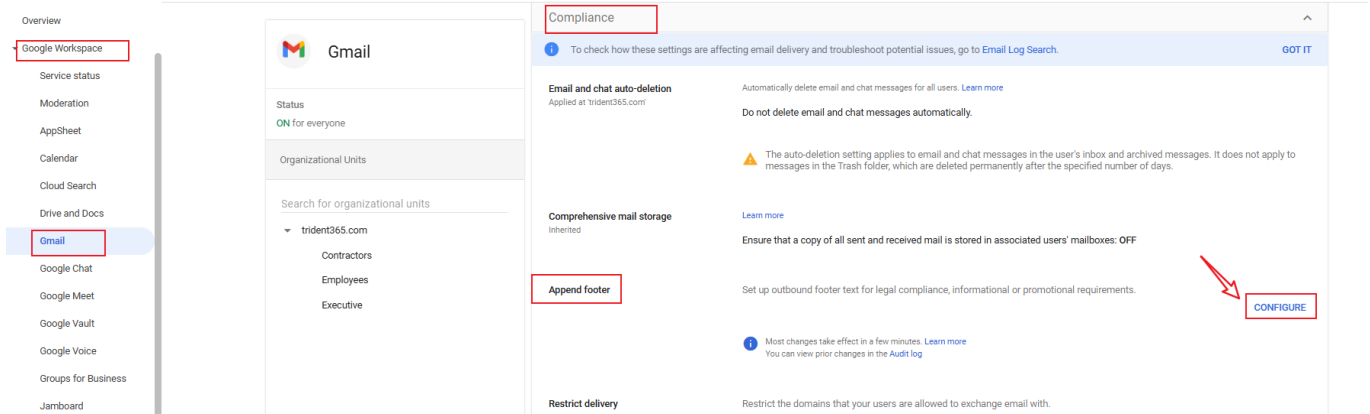 Overview
Google Workspace
Service status
Moderation
AppSheet
Calendar
Cloud Search
Drive and Docs
Gmail
Google Chat
Google Meet
Google Vault
Google Voice
Groups for Business
Jamboard
Gmail
Status
ON for everyone
Organizational Units
Search for organizational units
trident365.com
Contractors
Employees
Executive
Compliance
To check how these settings are affecting email delivery and troubleshoot potential issues, go to Email Log Search.
GOT IT
Email and chat auto-deletion
Applied at 'trident365.com'
Automatically delete email and chat messages for all users. Learn more
Do not delete email and chat messages automatically.
The auto-deletion setting applies to email and chat messages in the user's inbox and archived messages. It does not apply to
messages in the Trash folder, which are deleted permanently after the specified number of days.
Comprehensive mail storage
Inherited
Learn more
Ensure that a copy of all sent and received mail is stored in associated users' mailboxes: OFF
Append footer
Set up outbound footer text for legal compliance, informational or promotional requirements.
CONFIGURE
Most changes take effect in a few minutes. Learn more
You can view prior changes in the Audit log
Restrict delivery
Restrict the domains that your users are allowed to exchange email with.